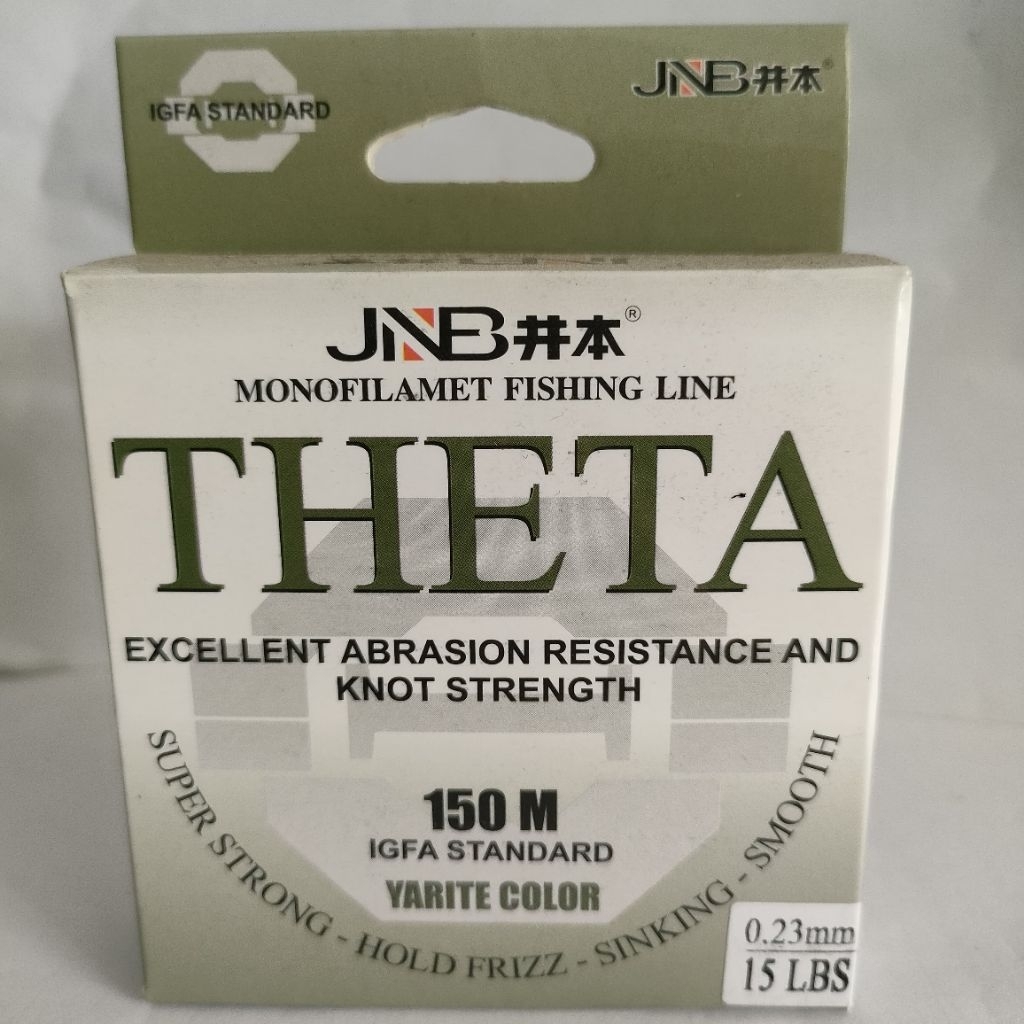 IGFA STANDARD
JNB井本®
JNB井本®
MONOFILAMET FISHING LINE
THETA
EXCELLENT ABRASION RESISTANCE AND
KNOT STRENGTH
150 M
IGFA STANDARD
YARITE COLOR
SUPER STRONG - HOLD FRIZZ - SINKING - SMOOTH
0.23mm
15 LBS